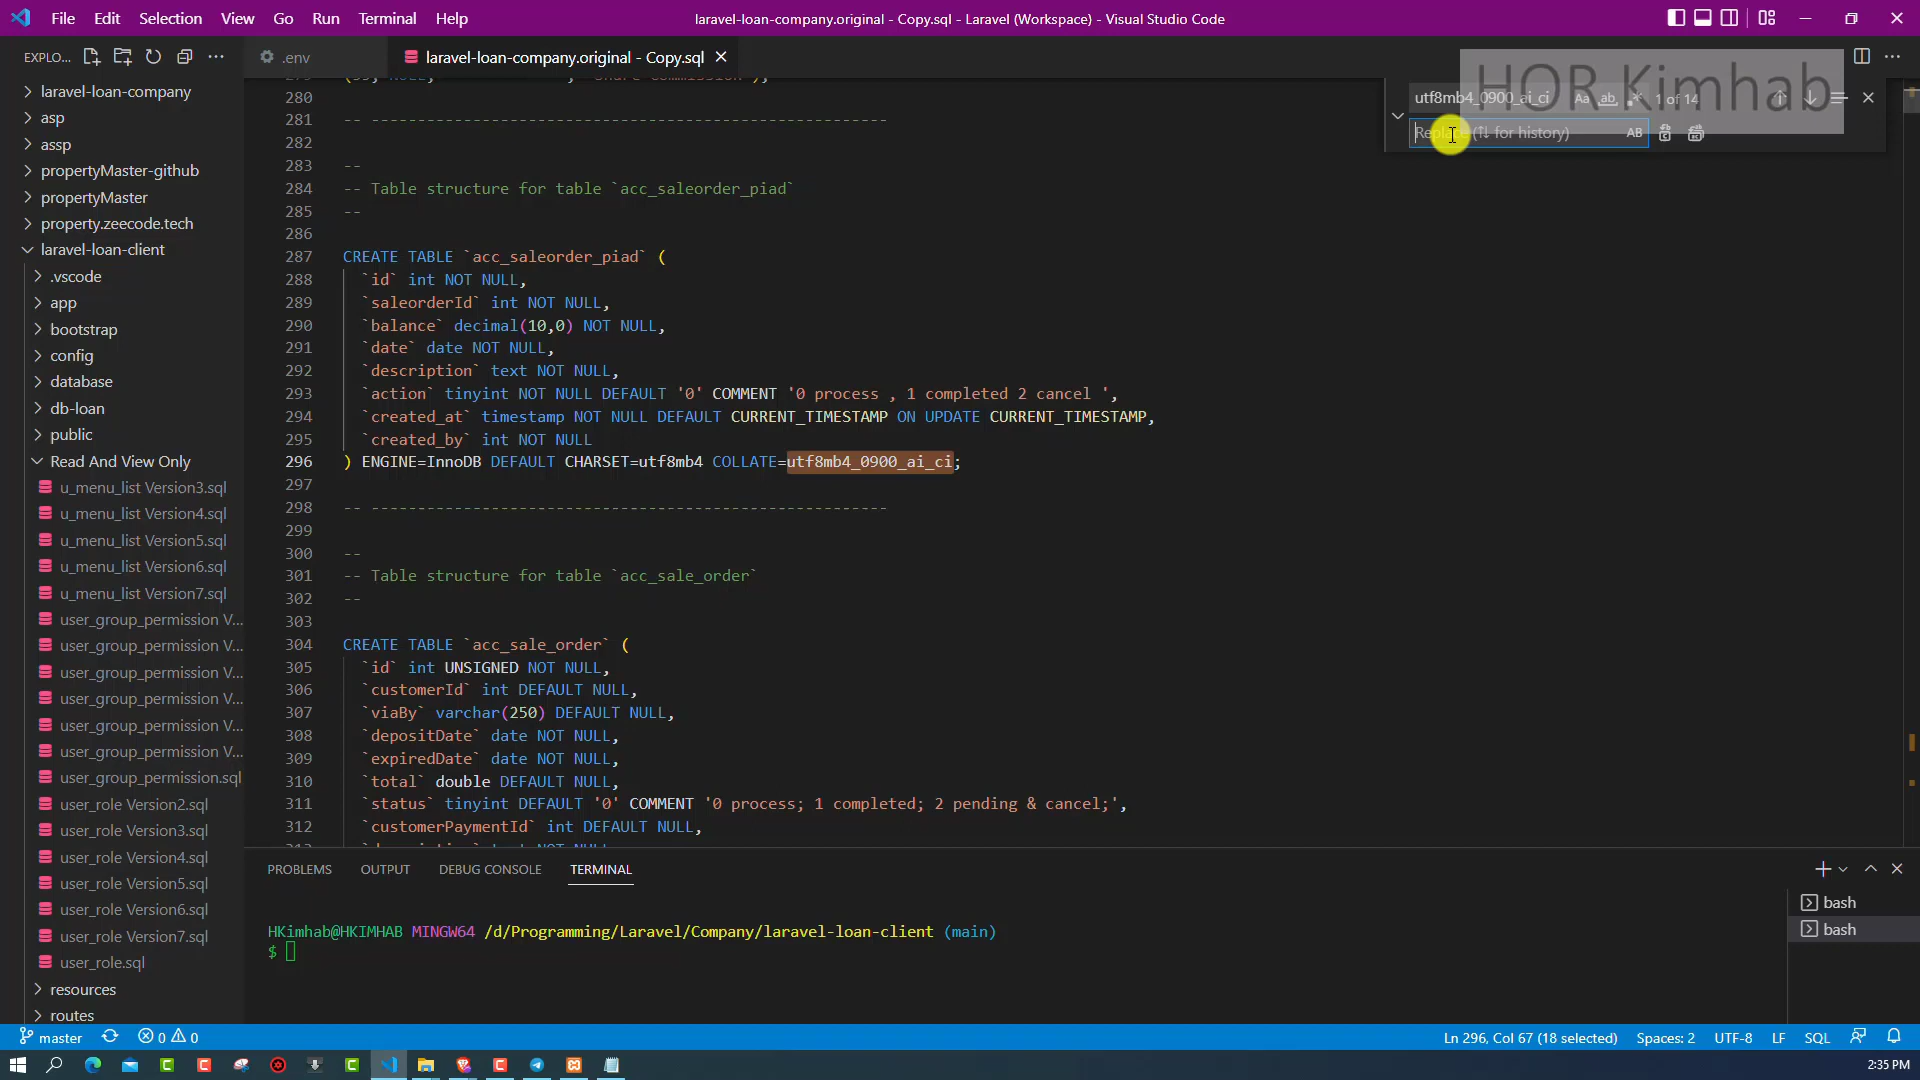 File Edit Selection View Go Run Terminal Help
laravel-loan-company.original - Copy.sql - Laravel (Workspace) - Visual Studio Code
EXPLO...
.env
laravel-loan-company.original - Copy.sql
HOR Kimhab
utf8mb4_0900_ai_ci Aa ab 1 of 14
Replace (⇅ for history) AB
laravel-loan-company
asp
assp
propertyMaster-github
propertyMaster
property.zeecode.tech
laravel-loan-client
.vscode
app
bootstrap
config
database
db-loan
public
Read And View Only
u_menu_list Version3.sql
u_menu_list Version4.sql
u_menu_list Version5.sql
u_menu_list Version6.sql
u_menu_list Version7.sql
user_group_permission V...
user_group_permission V...
user_group_permission V...
user_group_permission V...
user_group_permission V...
user_group_permission V...
user_group_permission.sql
user_role Version2.sql
user_role Version3.sql
user_role Version4.sql
user_role Version5.sql
user_role Version6.sql
user_role Version7.sql
user_role.sql
resources
routes
280
281 -- --------------------------------------------------------
282
283 --
284 -- Table structure for table `acc_saleorder_piad`
285 --
286
287 CREATE TABLE `acc_saleorder_piad` (
288 `id` int NOT NULL,
289 `saleorderId` int NOT NULL,
290 `balance` decimal(10,0) NOT NULL,
291 `date` date NOT NULL,
292 `description` text NOT NULL,
293 `action` tinyint NOT NULL DEFAULT '0' COMMENT '0 process , 1 completed 2 cancel ',
294 `created_at` timestamp NOT NULL DEFAULT CURRENT_TIMESTAMP ON UPDATE CURRENT_TIMESTAMP,
295 `created_by` int NOT NULL
296 ) ENGINE=InnoDB DEFAULT CHARSET=utf8mb4 COLLATE=utf8mb4_0900_ai_ci;
297
298 -- --------------------------------------------------------
299
300 --
301 -- Table structure for table `acc_sale_order`
302 --
303
304 CREATE TABLE `acc_sale_order` (
305 `id` int UNSIGNED NOT NULL,
306 `customerId` int DEFAULT NULL,
307 `viaBy` varchar(250) DEFAULT NULL,
308 `depositDate` date NOT NULL,
309 `expiredDate` date NOT NULL,
310 `total` double DEFAULT NULL,
311 `status` tinyint DEFAULT '0' COMMENT '0 process; 1 completed; 2 pending & cancel;',
312 `customerPaymentId` int DEFAULT NULL,
PROBLEMS OUTPUT DEBUG CONSOLE TERMINAL
HKimhab@HKIMHAB MINGW64 /d/Programming/Laravel/Company/laravel-loan-client (main)
$
bash
bash
master 0 0
Ln 296, Col 67 (18 selected) Spaces: 2 UTF-8 LF SQL
2:35 PM